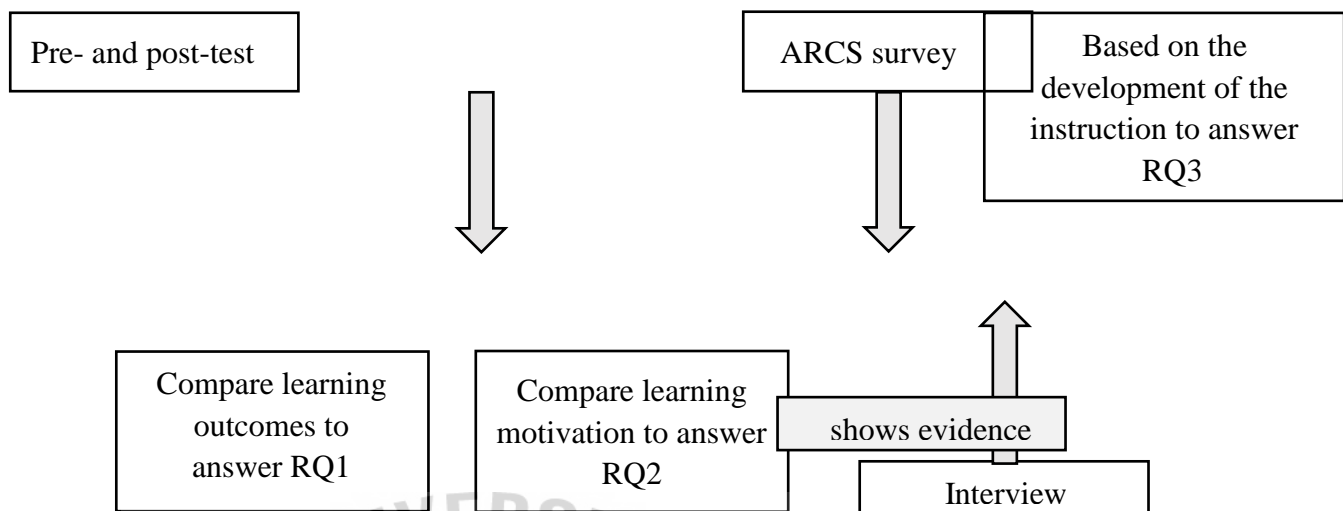 Pre- and post-test
ARCS survey
Based on the
development of the
instruction to answer
RQ3
Compare learning
outcomes to
answer RQ1
Compare learning
motivation to answer
RQ2
shows evidence
Interview